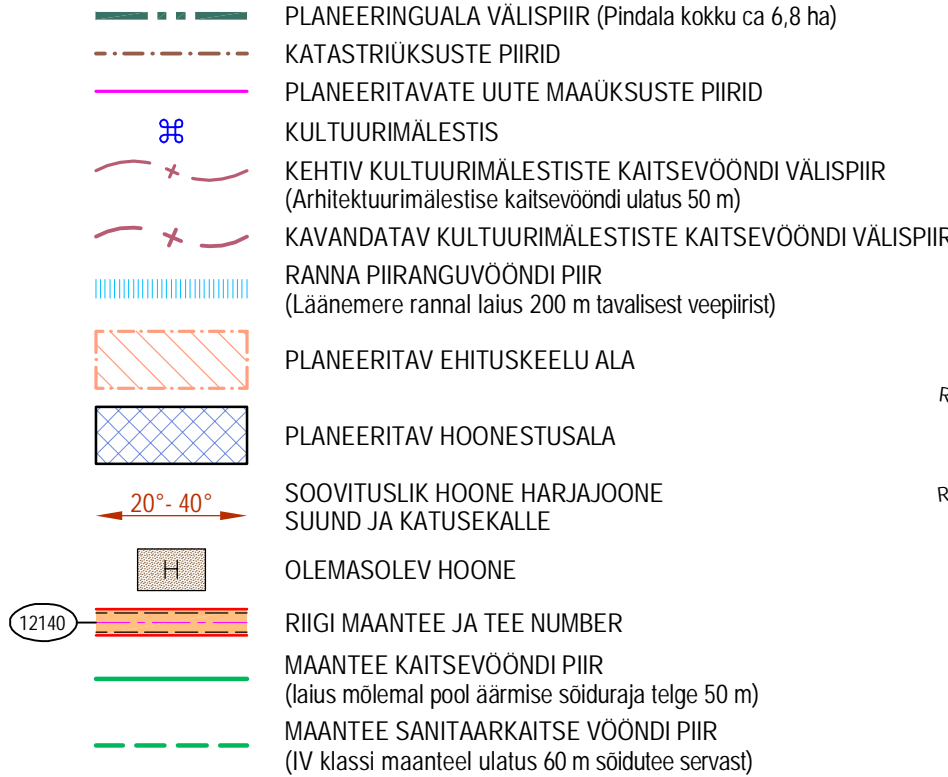 PLANEERINGUALA VÄLISPIIR (Pindala kokku ca 6,8 ha)
KATASTRIÜKSUSTE PIIRID
PLANEERITAVATE UUTE MAAÜKSUSTE PIIRID
KULTUURIMÄLESTIS
KEHTIV KULTUURIMÄLESTISTE KAITSEVÖÖNDI VÄLISPIIR
(Arhitektuurimälestise kaitsevööndi ulatus 50 m)
KAVANDATAV KULTUURIMÄLESTISTE KAITSEVÖÖNDI VÄLISPIIR
RANNA PIIRANGUVÖÖNDI PIIR
(Läänemere rannal laius 200 m tavalisest veepiirist)
PLANEERITAV EHITUSKEELU ALA
R
PLANEERITAV HOONESTUSALA
20°- 40°
SOOVITUSLIK HOONE HARJAJOONE
SUUND JA KATUSEKALLE
R
H
OLEMASOLEV HOONE
12140
RIIGI MAANTEE JA TEE NUMBER
MAANTEE KAITSEVÖÖNDI PIIR
(laius mõlemal pool äärmise sõiduraja telge 50 m)
MAANTEE SANITAARKAITSE VÖÖNDI PIIR
(IV klassi maanteel ulatus 60 m sõidutee servast)